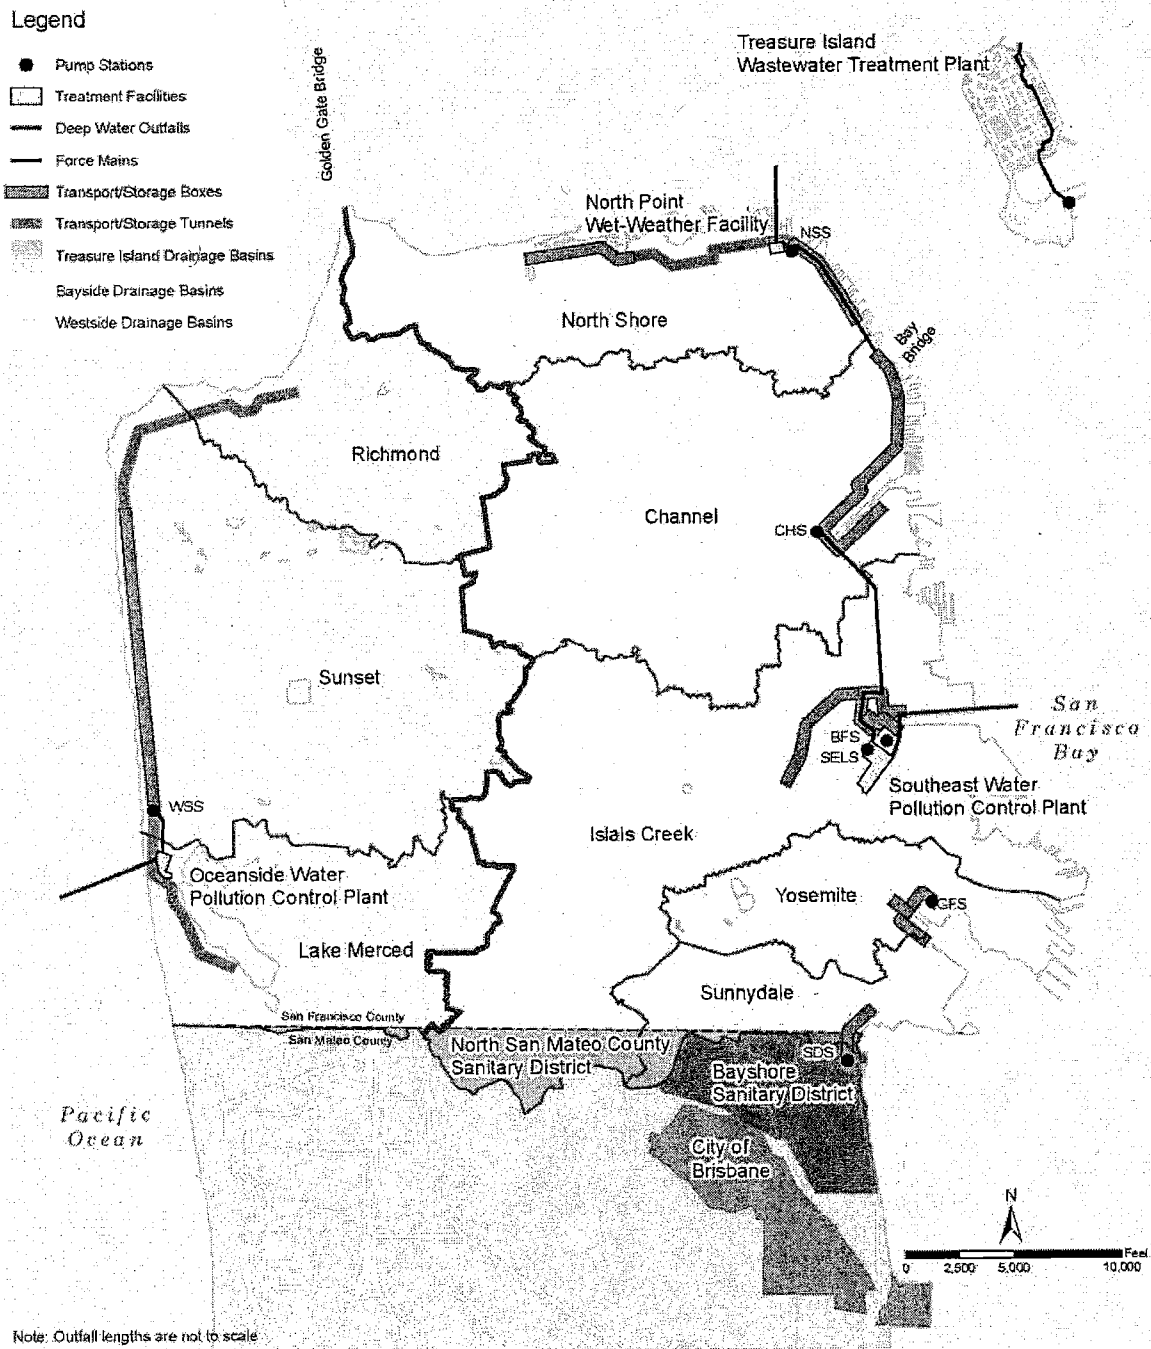 Legend
Pump Stations
Treatment Facilities
Deep Water Outfalls
Force Mains
Transport/Storage Boxes
Transport/Storage Tunnels
Treasure Island Drainage Basins
Bayside Drainage Basins
Westside Drainage Basins
Golden Gate Bridge
Treasure Island
Wastewater Treatment Plant
North Point
Wet-Weather Facility
NSS
North Shore
Bay
Bridge
Richmond
Channel
CHS
Sunset
San
Francisco
Bay
BFS
SELS
Southeast Water
Pollution Control Plant
WSS
Islais Creek
Oceanside Water
Pollution Control Plant
Yosemite
GFS
Lake Merced
Sunnydale
San Francisco County
San Mateo County
North San Mateo County
Sanitary District
SDS
Bayshore
Sanitary District
Pacific
Ocean
City of
Brisbane
N
Feet
0 2,500 5,000 10,000
Note: Outfall lengths are not to scale